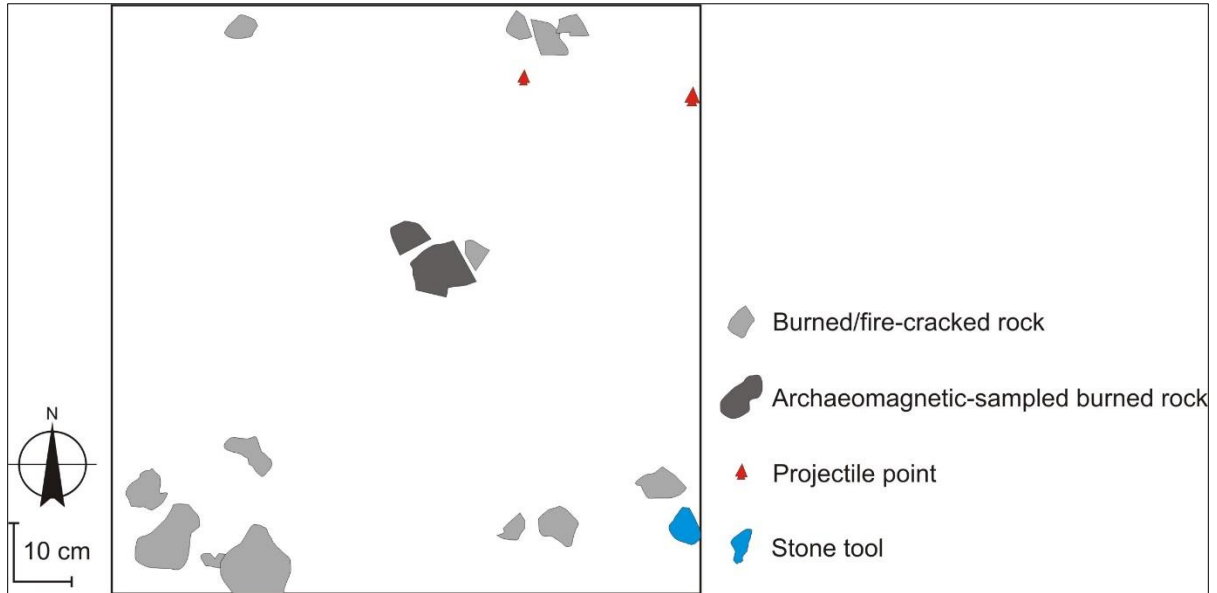 Burned/fire-cracked rock
Archaeomagnetic-sampled burned rock
N
Projectile point
10 cm
Stone tool